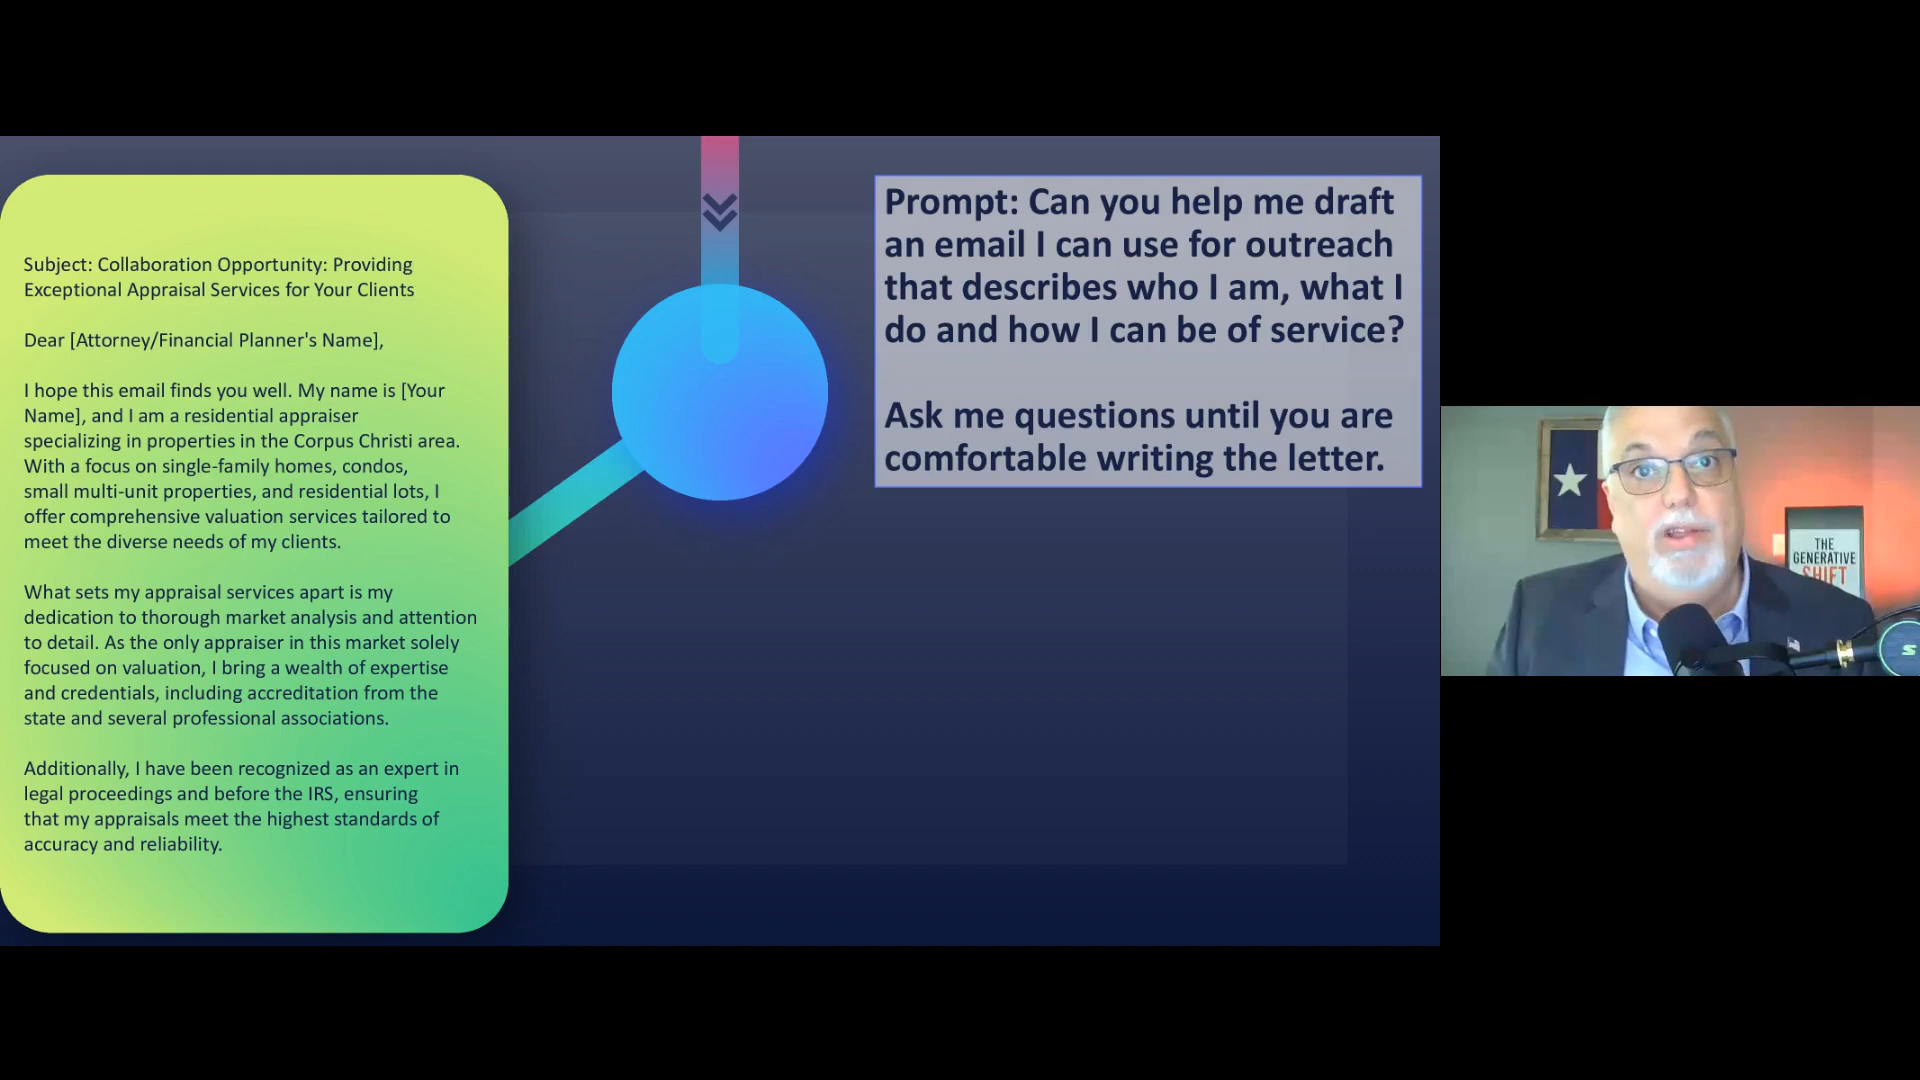 Subject: Collaboration Opportunity: Providing
Exceptional Appraisal Services for Your Clients
Dear [Attorney/Financial Planner's Name],
I hope this email finds you well. My name is [Your
Name], and I am a residential appraiser
specializing in properties in the Corpus Christi area.
With a focus on single-family homes, condos,
small multi-unit properties, and residential lots, I
offer comprehensive valuation services tailored to
meet the diverse needs of my clients.
What sets my appraisal services apart is my
dedication to thorough market analysis and attention
to detail. As the only appraiser in this market solely
focused on valuation, I bring a wealth of expertise
and credentials, including accreditation from the
state and several professional associations.
Additionally, I have been recognized as an expert in
legal proceedings and before the IRS, ensuring
that my appraisals meet the highest standards of
accuracy and reliability.
Prompt: Can you help me draft
an email I can use for outreach
that describes who I am, what I
do and how I can be of service?
Ask me questions until you are
comfortable writing the letter.
THE
GENERATIVE
SHIFT
S